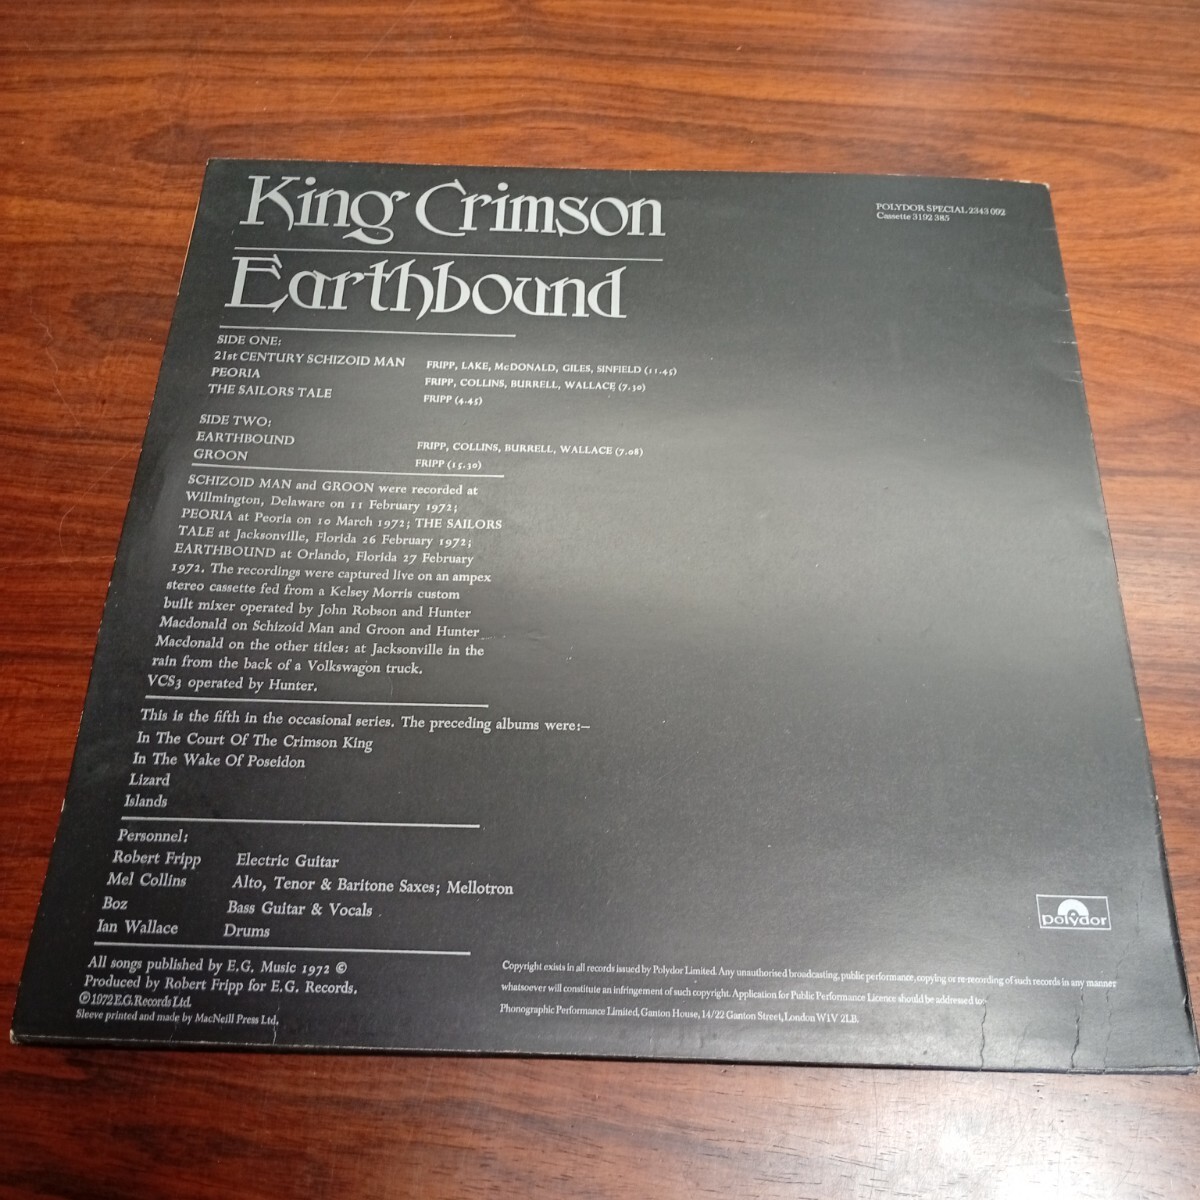 King Crimson
Earthbound
POLYDOR SPECIAL 2343 092
Cassette 3192 385
SIDE ONE:
21st CENTURY SCHIZOID MAN FRIPP, LAKE, McDONALD, GILES, SINFIELD (11.45)
PEORIA FRIPP, COLLINS, BURRELL, WALLACE (7.30)
THE SAILORS TALE FRIPP (4.45)
SIDE TWO:
EARTHBOUND FRIPP, COLLINS, BURRELL, WALLACE (7.08)
GROON FRIPP (15.30)
SCHIZOID MAN and GROON were recorded at
Willmington, Delaware on 11 February 1972;
PEORIA at Peoria on 10 March 1972; THE SAILORS
TALE at Jacksonville, Florida 26 February 1972;
EARTHBOUND at Orlando, Florida 27 February
1972. The recordings were captured live on an ampex
stereo cassette fed from a Kelsey Morris custom
built mixer operated by John Robson and Hunter
Macdonald on Schizoid Man and Groon and Hunter
Macdonald on the other titles: at Jacksonville in the
rain from the back of a Volkswagon truck.
VCS3 operated by Hunter.
This is the fifth in the occasional series. The preceding albums were:–
In The Court Of The Crimson King
In The Wake Of Poseidon
Lizard
Islands
Personnel:
Robert Fripp Electric Guitar
Mel Collins Alto, Tenor & Baritone Saxes; Mellotron
Boz Bass Guitar & Vocals
Ian Wallace Drums
All songs published by E.G. Music 1972 ©
Produced by Robert Fripp for E.G. Records.
℗1972 E.G. Records Ltd.
Sleeve printed and made by MacNeill Press Ltd.
polydor
Copyright exists in all records issued by Polydor Limited. Any unauthorised broadcasting, public performance, copying or re-recording of such records in any manner
whatsoever will constitute an infringement of such copyright. Application for Public Performance Licence should be addressed to
Phonographic Performance Limited, Ganton House, 14/22 Ganton Street, London W1V 2LB.